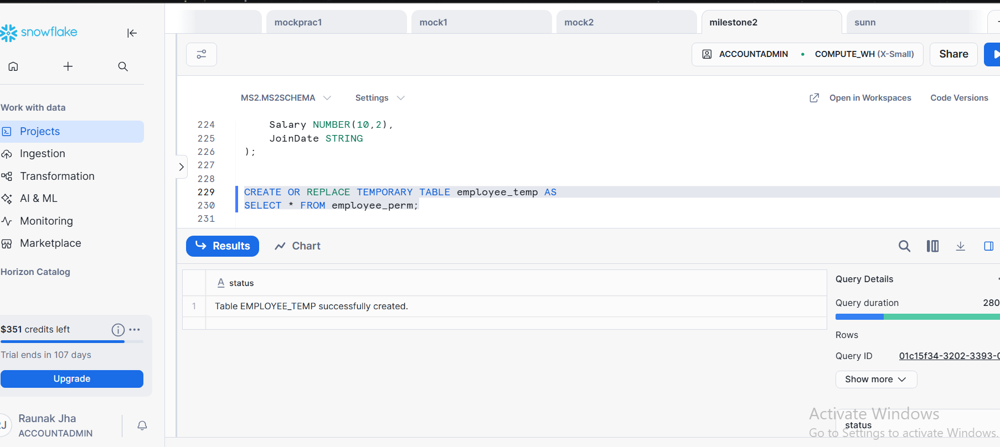 mockprac1
mock1
mock2
milestone2
sunn
snowflake
ACCOUNTADMIN • COMPUTE_WH (X-Small)
Share
Work with data
Projects
Ingestion
Transformation
AI & ML
Monitoring
Marketplace
Horizon Catalog
$351 credits left
Trial ends in 107 days
Upgrade
Raunak Jha
ACCOUNTADMIN
MS2.MS2SCHEMA
Settings
Open in Workspaces
Code Versions
224 Salary NUMBER(10,2),
225 JoinDate STRING
226 );
227
228
229 CREATE OR REPLACE TEMPORARY TABLE employee_temp AS
230 SELECT * FROM employee_perm;
231
Results
Chart
A status
1 Table EMPLOYEE_TEMP successfully created.
Query Details
Query duration 280
Rows
Query ID 01c15f34-3202-3393-
Show more
status
Activate Windows
Go to Settings to activate Windows.